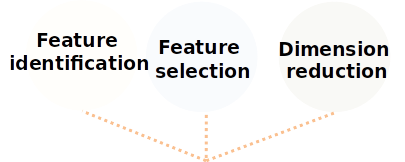 Feature
identification
Feature
selection
Dimension
reduction